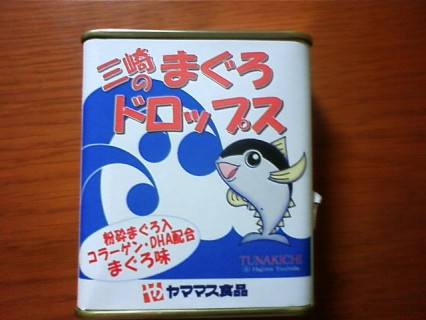 三崎の
まぐろ
ドロップス
粉砕まぐろ入
コラーゲン・DHA配合
まぐろ味
TUNAKICHI
© Hajime Yoshida
ヤママス食品